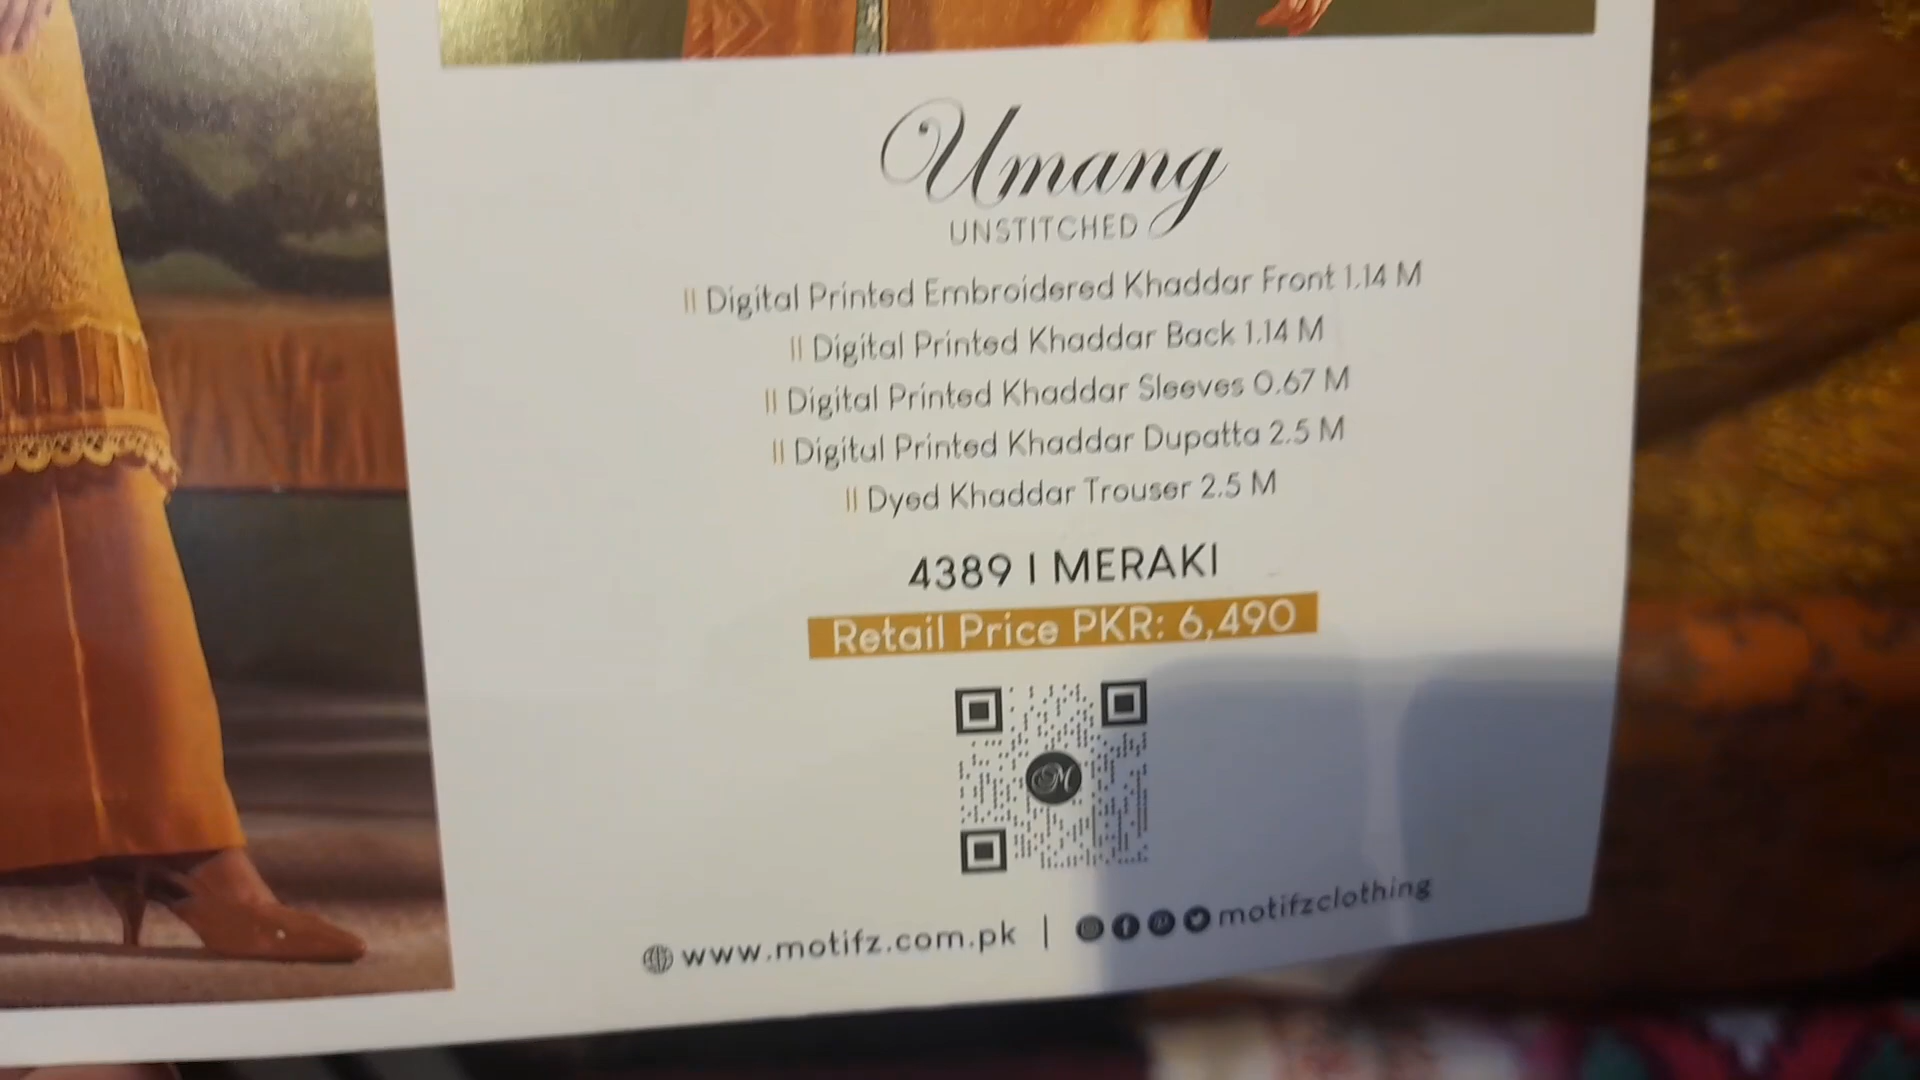 Umang
UNSTITCHED
|| Digital Printed Embroidered Khaddar Front 1.14 M
|| Digital Printed Khaddar Back 1.14 M
|| Digital Printed Khaddar Sleeves 0.67 M
|| Digital Printed Khaddar Dupatta 2.5 M
|| Dyed Khaddar Trouser 2.5 M
4389 I MERAKI
Retail Price PKR: 6,490
M
www.motifz.com.pk | motifzclothing